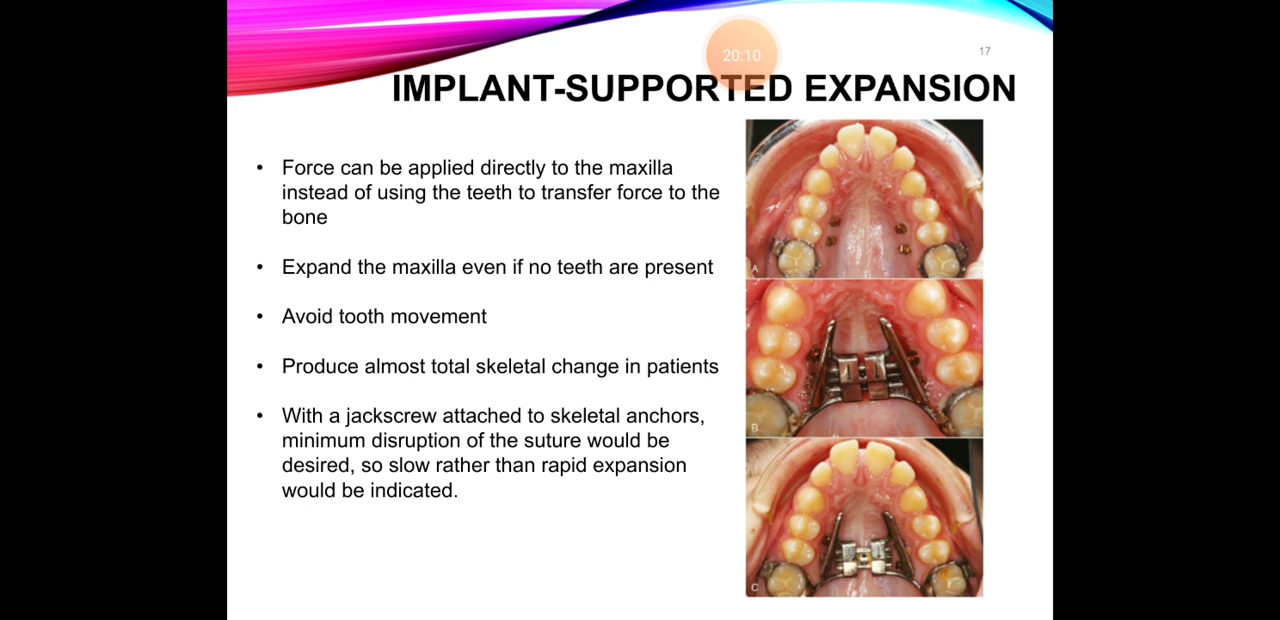 20:10
17
IMPLANT-SUPPORTED EXPANSION
• Force can be applied directly to the maxilla
instead of using the teeth to transfer force to the
bone
• Expand the maxilla even if no teeth are present
• Avoid tooth movement
• Produce almost total skeletal change in patients
• With a jackscrew attached to skeletal anchors,
minimum disruption of the suture would be
desired, so slow rather than rapid expansion
would be indicated.
A
B
C